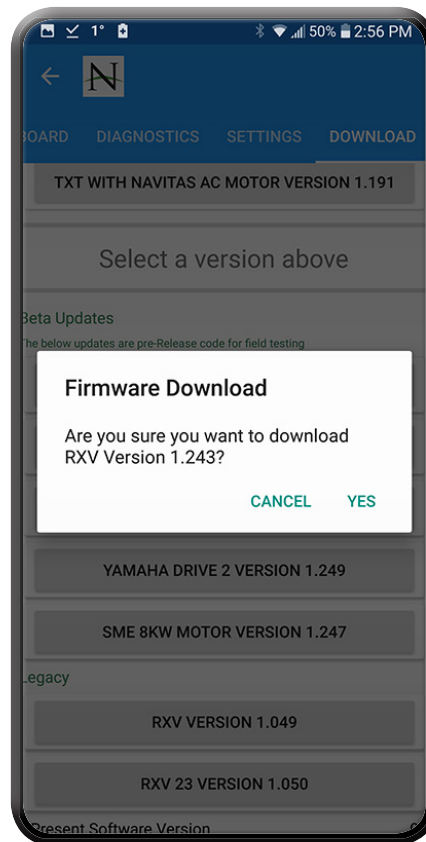 1° 50% 2:56 PM
N
BOARD DIAGNOSTICS SETTINGS DOWNLOAD
TXT WITH NAVITAS AC MOTOR VERSION 1.191
Select a version above
Beta Updates
The below updates are pre-Release code for field testing
Firmware Download
Are you sure you want to download
RXV Version 1.243?
CANCEL YES
YAMAHA DRIVE 2 VERSION 1.249
SME 8KW MOTOR VERSION 1.247
Legacy
RXV VERSION 1.049
RXV 23 VERSION 1.050
Present Software Version